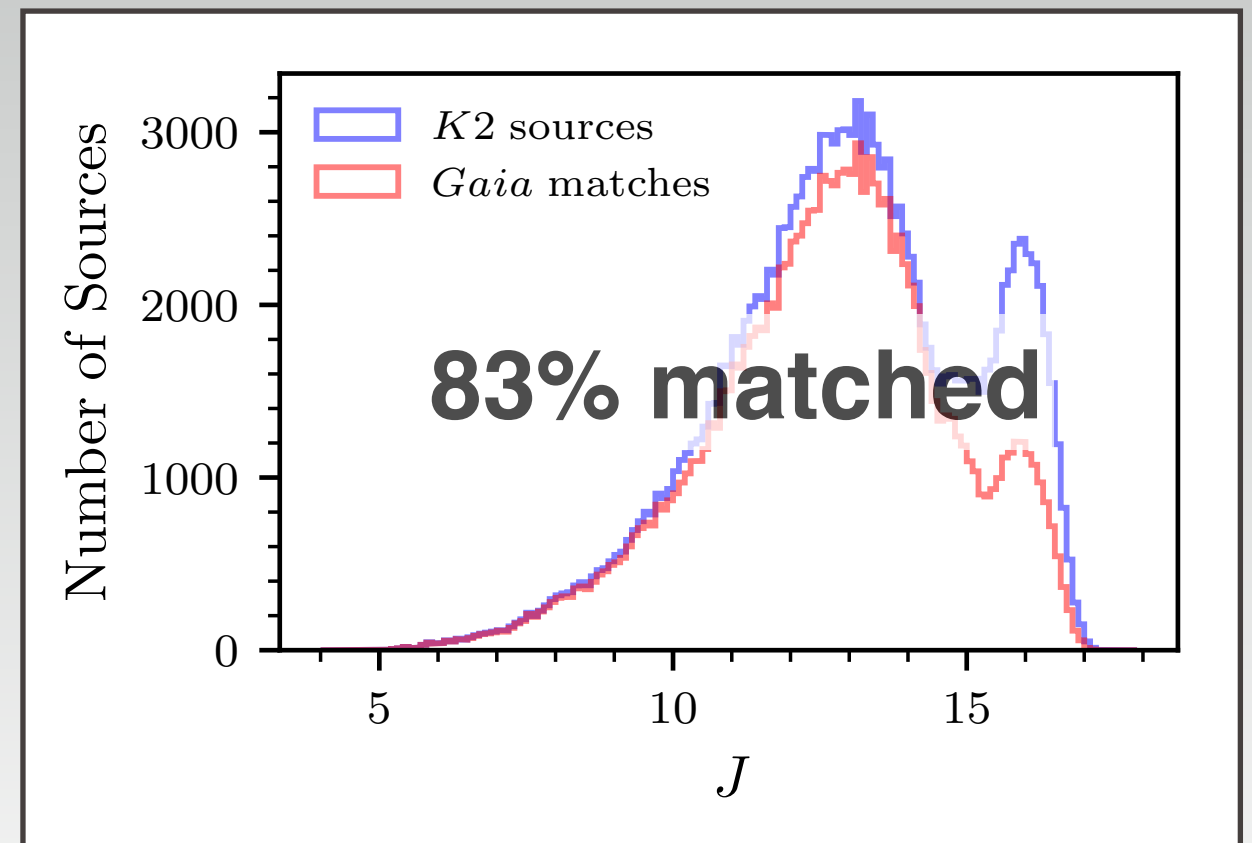 K2 sources
Gaia matches
Number of Sources
3000
2000
1000
0
83% matched
5 10 15
J